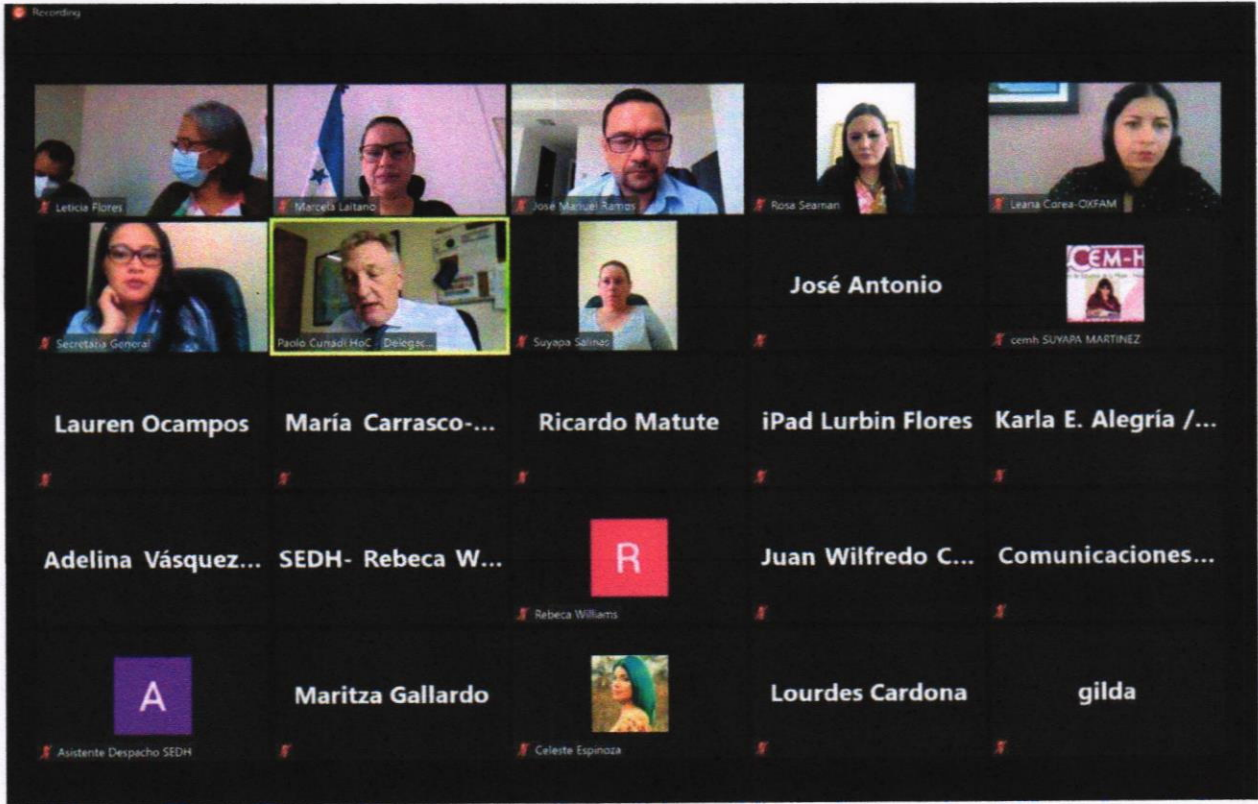 Recording
Leticia Flores
Marcela Laitano
José Manuel Ramos
Rosa Seaman
Leana Corea-OXFAM
Secretaria General
Paolo Curradi HoC - Delegac...
Suyapa Salinas
José Antonio
CEM-H
cemh SUYAPA MARTINEZ
Lauren Ocampos
María Carrasco-...
Ricardo Matute
iPad Lurbin Flores
Karla E. Alegría /...
Adelina Vásquez...
SEDH- Rebeca W...
R
Rebeca Williams
Juan Wilfredo C...
Comunicaciones...
A
Asistente Despacho SEDH
Maritza Gallardo
Celeste Espinoza
Lourdes Cardona
gilda